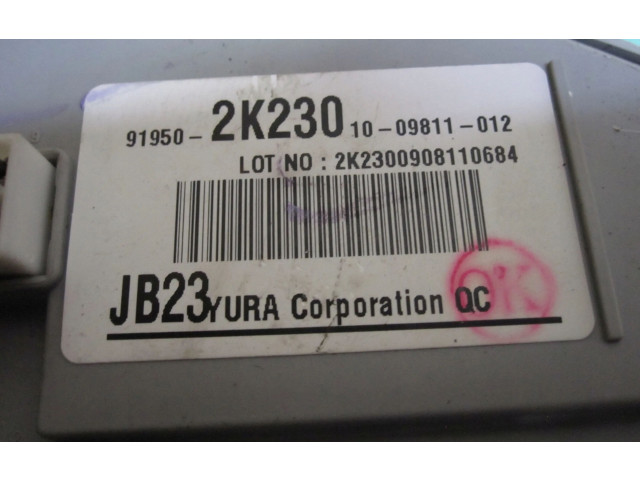 91950- 2K230 10-09811-012
LOT NO : 2K2300908110684
JB23 YURA Corporation QC
OK